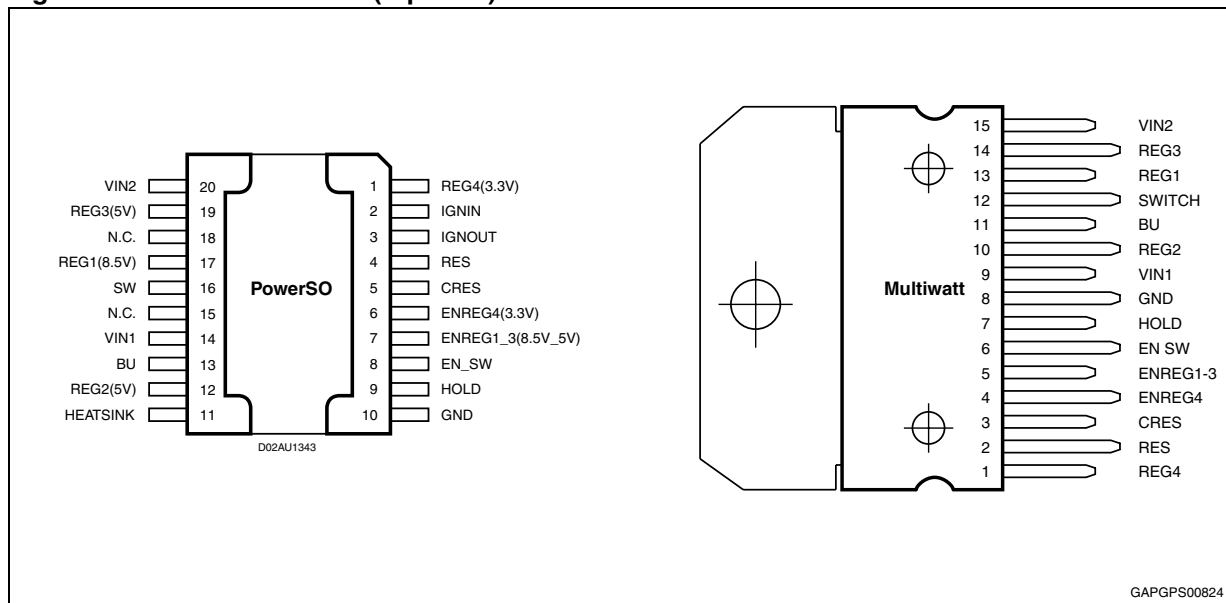 VIN2 20 1 REG4(3.3V)
REG3(5V) 19 2 IGNIN
N.C. 18 3 IGNOUT
REG1(8.5V) 17 4 RES
SW 16 PowerSO 5 CRES
N.C. 15 6 ENREG4(3.3V)
VIN1 14 7 ENREG1_3(8.5V_5V)
BU 13 8 EN_SW
REG2(5V) 12 9 HOLD
HEATSINK 11 10 GND
D02AU1343
15 VIN2
14 REG3
13 REG1
12 SWITCH
11 BU
10 REG2
Multiwatt 9 VIN1
8 GND
7 HOLD
6 EN SW
5 ENREG1-3
4 ENREG4
3 CRES
2 RES
1 REG4
GAPGPS00824